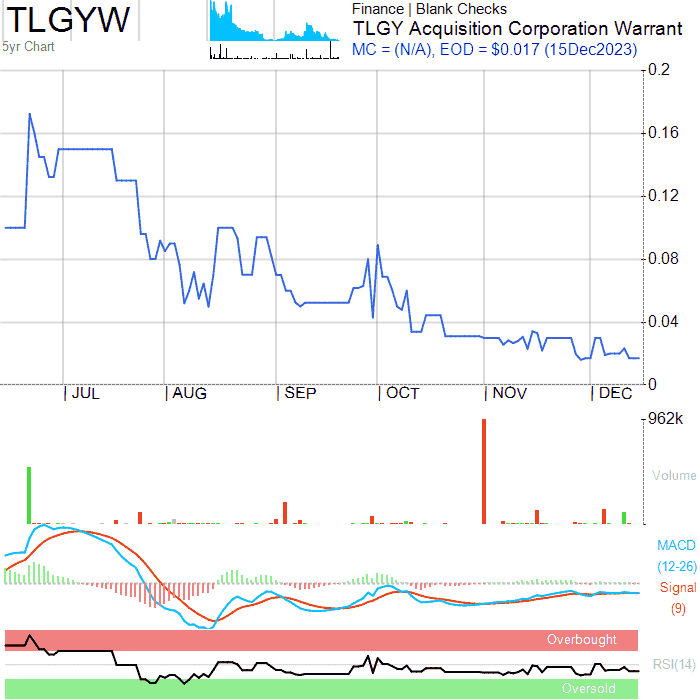 TLGYW
5yr Chart
Finance | Blank Checks
TLGY Acquisition Corporation Warrant
MC = (N/A), EOD = $0.017 (15Dec2023)
0.2
0.16
0.12
0.08
0.04
0
JUL
AUG
SEP
OCT
NOV
DEC
962k
Volume
MACD
(12-26)
Signal
(9)
Overbought
RSI(14)
Oversold